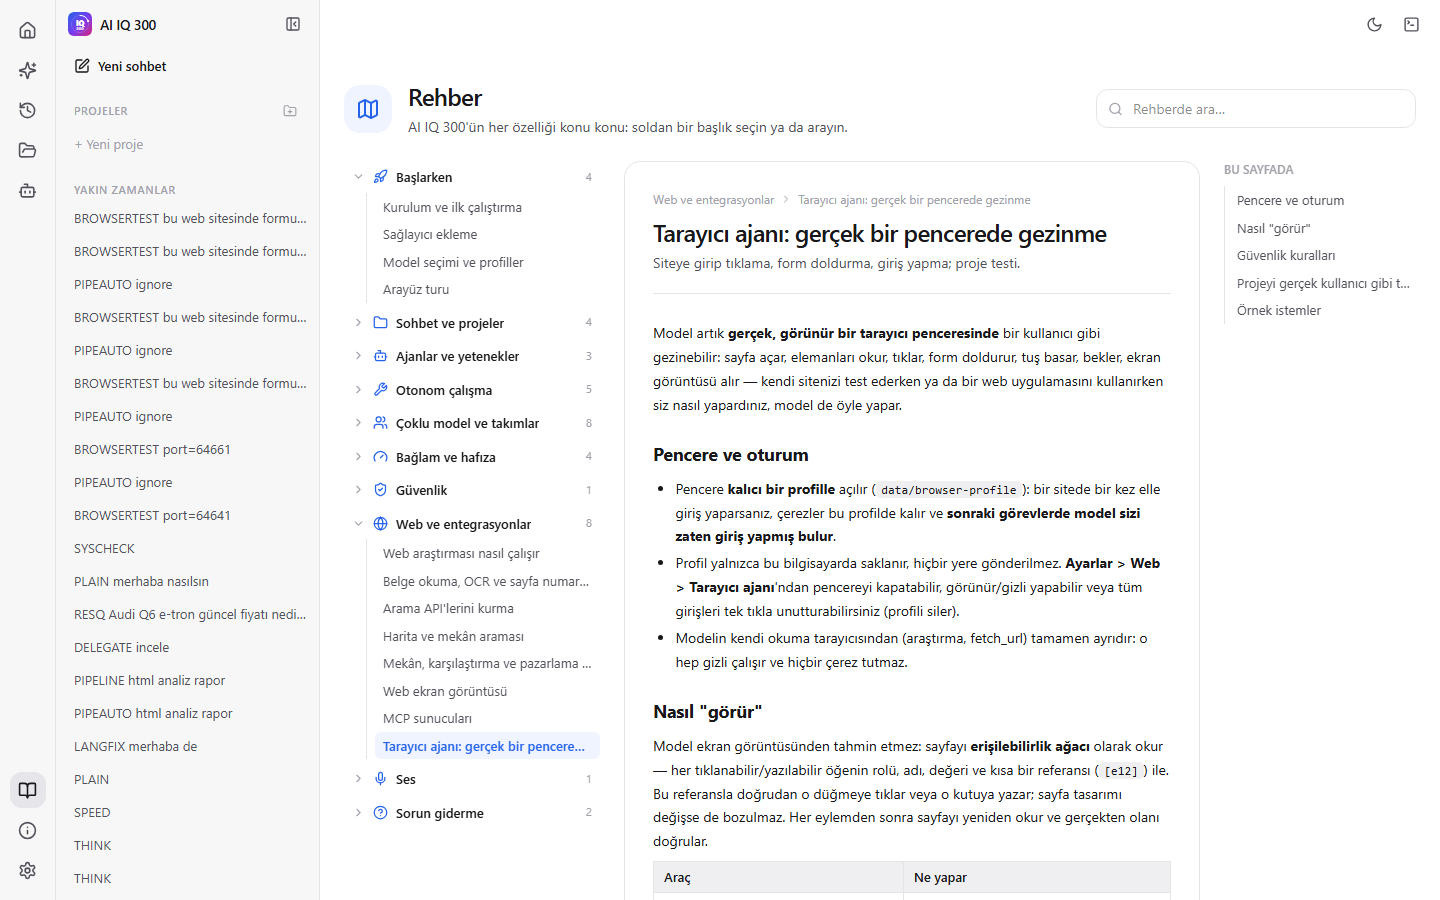 AI IQ 300
Yeni sohbet
PROJELER
+ Yeni proje
YAKIN ZAMANLAR
BROWSERTEST bu web sitesinde formu...
BROWSERTEST bu web sitesinde formu...
PIPEAUTO ignore
BROWSERTEST bu web sitesinde formu...
PIPEAUTO ignore
BROWSERTEST bu web sitesinde formu...
PIPEAUTO ignore
BROWSERTEST port=64661
PIPEAUTO ignore
BROWSERTEST port=64641
SYSCHECK
PLAIN merhaba nasılsın
RESQ Audi Q6 e-tron güncel fiyatı nedi...
DELEGATE incele
PIPELINE html analiz rapor
PIPEAUTO html analiz rapor
LANGFIX merhaba de
PLAIN
SPEED
THINK
THINK
Rehber
AI IQ 300'ün her özelliği konu konu: soldan bir başlık seçin ya da arayın.
Rehberde ara...
Başlarken 4
Kurulum ve ilk çalıştırma
Sağlayıcı ekleme
Model seçimi ve profiller
Arayüz turu
Sohbet ve projeler 4
Ajanlar ve yetenekler 3
Otonom çalışma 5
Çoklu model ve takımlar 8
Bağlam ve hafıza 4
Güvenlik 1
Web ve entegrasyonlar 8
Web araştırması nasıl çalışır
Belge okuma, OCR ve sayfa numar...
Arama API'lerini kurma
Harita ve mekân araması
Mekân, karşılaştırma ve pazarlama ...
Web ekran görüntüsü
MCP sunucuları
Tarayıcı ajanı: gerçek bir pencere...
Ses 1
Sorun giderme 2
Web ve entegrasyonlar > Tarayıcı ajanı: gerçek bir pencerede gezinme
Tarayıcı ajanı: gerçek bir pencerede gezinme
Siteye girip tıklama, form doldurma, giriş yapma; proje testi.
Model artık gerçek, görünür bir tarayıcı penceresinde bir kullanıcı gibi
gezinebilir: sayfa açar, elemanları okur, tıklar, form doldurur, tuş basar, bekler, ekran
görüntüsü alır — kendi sitenizi test ederken ya da bir web uygulamasını kullanırken
siz nasıl yapardınız, model de öyle yapar.
Pencere ve oturum
• Pencere kalıcı bir profille açılır (data/browser-profile): bir sitede bir kez elle
giriş yaparsanız, çerezler bu profilde kalır ve sonraki görevlerde model sizi
zaten giriş yapmış bulur.
• Profil yalnızca bu bilgisayarda saklanır, hiçbir yere gönderilmez. Ayarlar > Web
> Tarayıcı ajanı'ndan pencereyi kapatabilir, görünür/gizli yapabilir veya tüm
girişleri tek tıkla unutturabilirsiniz (profili siler).
• Modelin kendi okuma tarayıcısından (araştırma, fetch_url) tamamen ayrıdır: o
hep gizli çalışır ve hiçbir çerez tutmaz.
Nasıl "görür"
Model ekran görüntüsünden tahmin etmez: sayfayı erişilebilirlik ağacı olarak okur
— her tıklanabilir/yazılabilir öğenin rolü, adı, değeri ve kısa bir referansı ([e12]) ile.
Bu referansla doğrudan o düğmeye tıklar veya o kutuya yazar; sayfa tasarımı
değişse de bozulmaz. Her eylemden sonra sayfayı yeniden okur ve gerçekten olanı
doğrular.
Araç Ne yapar
BU SAYFADA
Pencere ve oturum
Nasıl "görür"
Güvenlik kuralları
Projeyi gerçek kullanıcı gibi t...
Örnek istemler